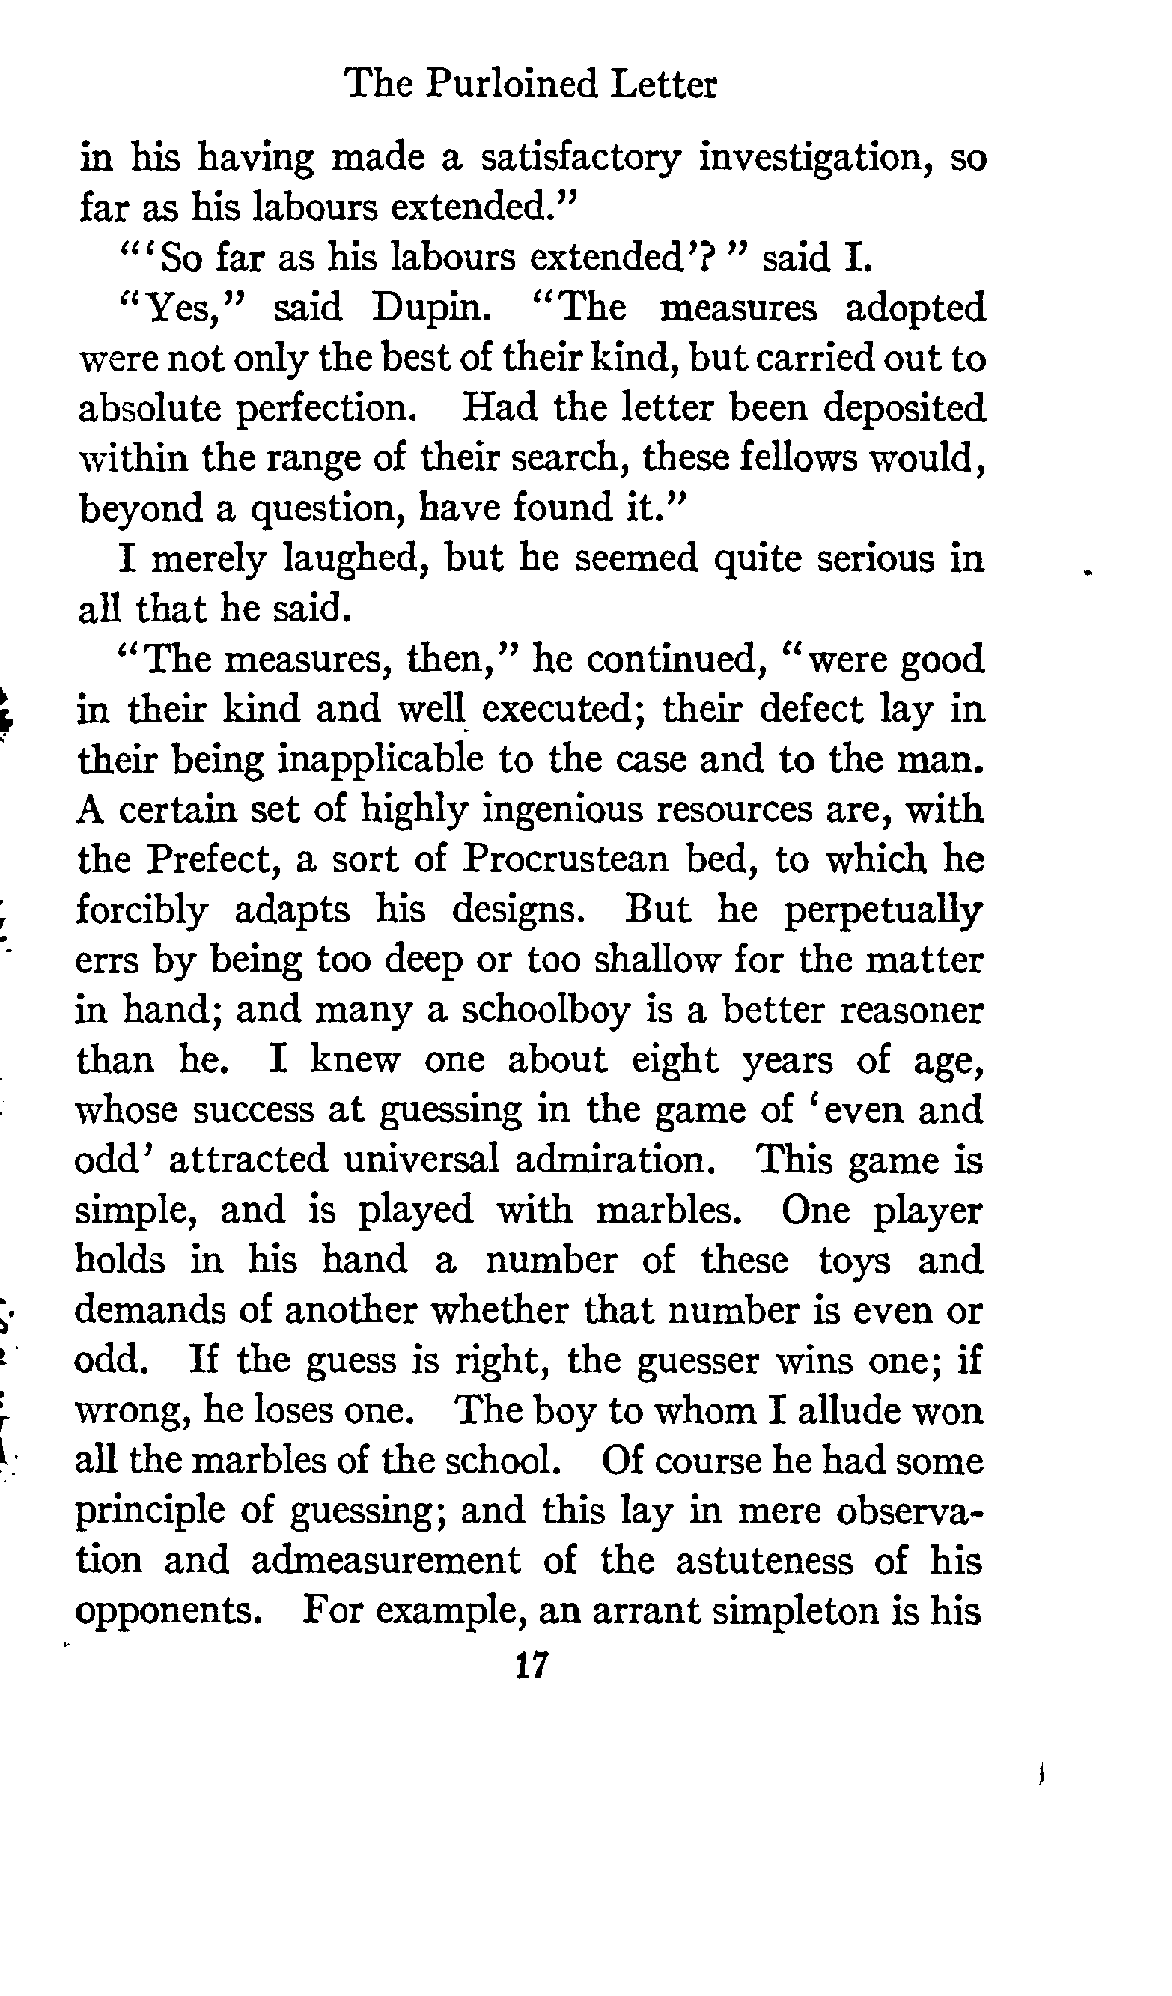 The Purloined Letter
in his having made a satisfactory investigation, so
far as his labours extended.”
“‘So far as his labours extended’?” said I.
“Yes,” said Dupin. “The measures adopted
were not only the best of their kind, but carried out to
absolute perfection. Had the letter been deposited
within the range of their search, these fellows would,
beyond a question, have found it.”
I merely laughed, but he seemed quite serious in
all that he said.
“The measures, then,” he continued, “were good
in their kind and well executed; their defect lay in
their being inapplicable to the case and to the man.
A certain set of highly ingenious resources are, with
the Prefect, a sort of Procrustean bed, to which he
forcibly adapts his designs. But he perpetually
errs by being too deep or too shallow for the matter
in hand; and many a schoolboy is a better reasoner
than he. I knew one about eight years of age,
whose success at guessing in the game of ‘even and
odd’ attracted universal admiration. This game is
simple, and is played with marbles. One player
holds in his hand a number of these toys and
demands of another whether that number is even or
odd. If the guess is right, the guesser wins one; if
wrong, he loses one. The boy to whom I allude won
all the marbles of the school. Of course he had some
principle of guessing; and this lay in mere observa-
tion and admeasurement of the astuteness of his
opponents. For example, an arrant simpleton is his
17